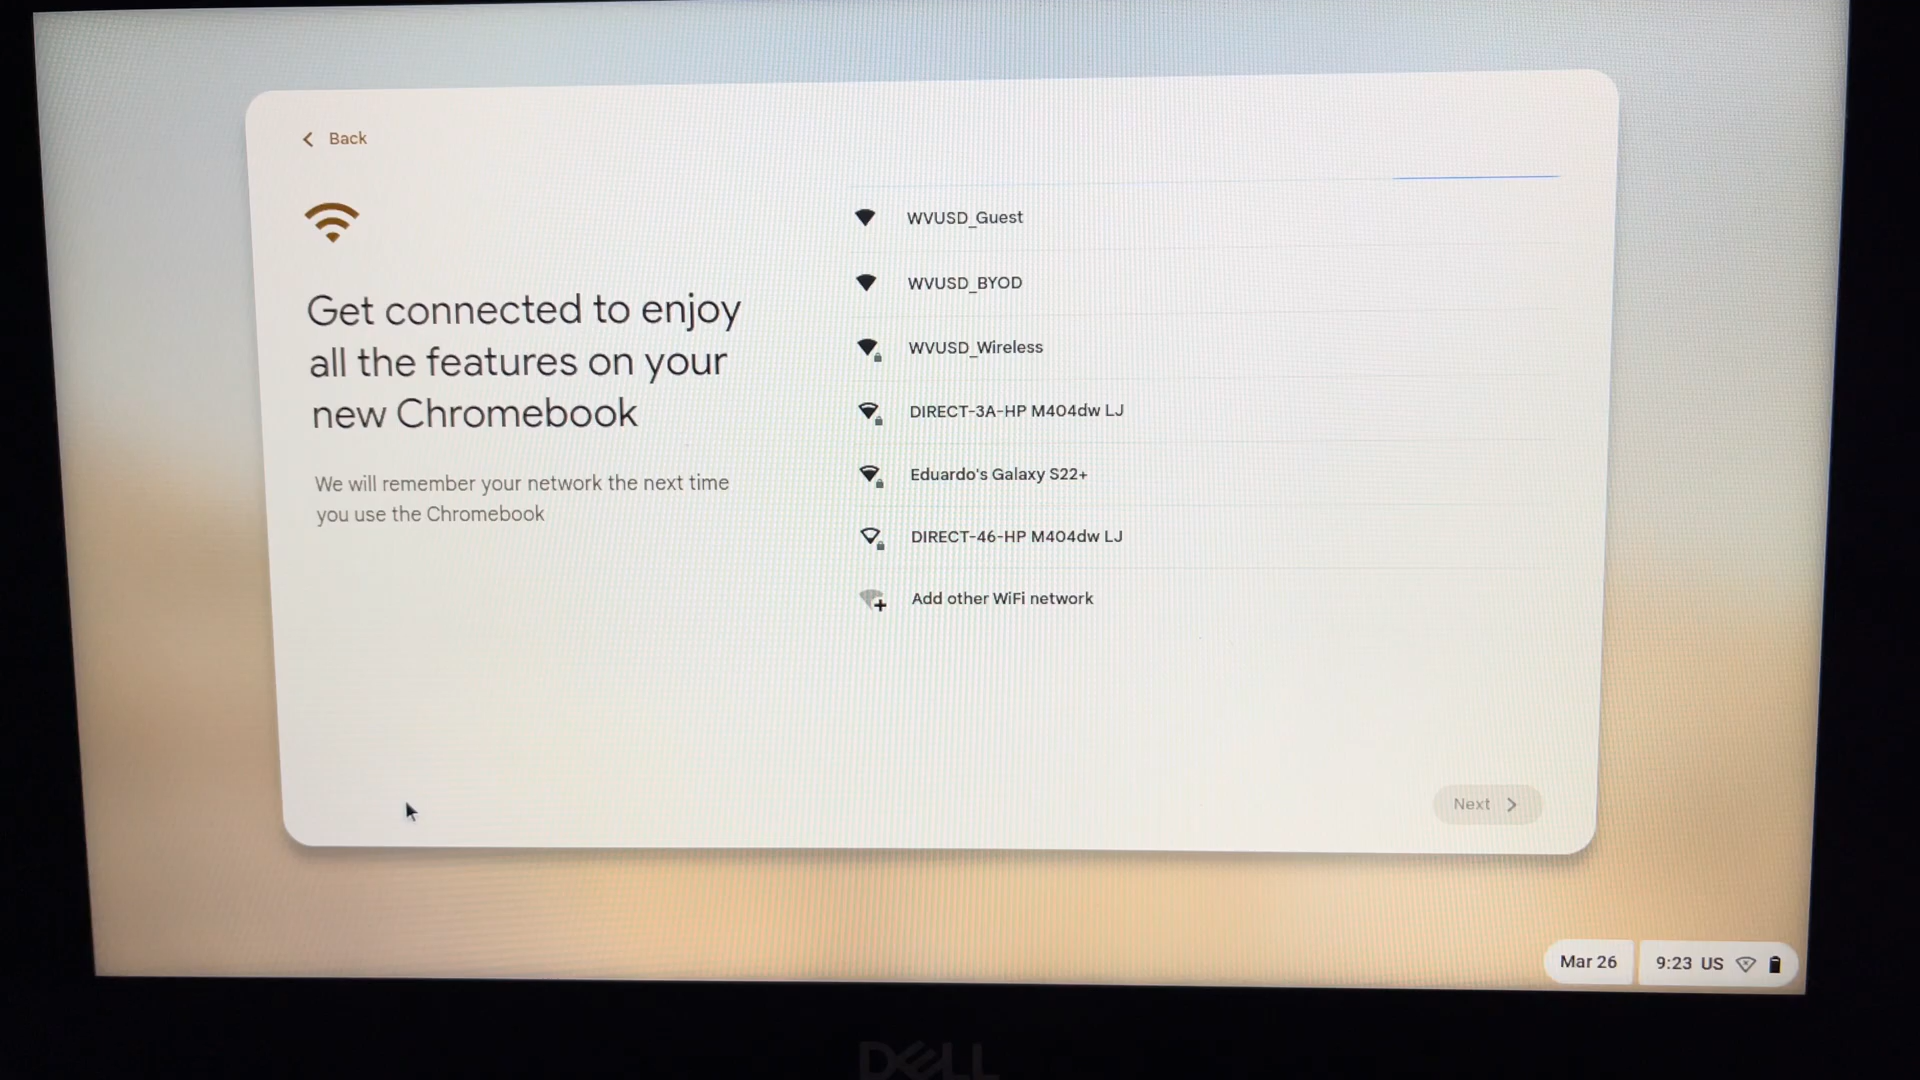 Back
Get connected to enjoy
all the features on your
new Chromebook
We will remember your network the next time
you use the Chromebook
WVUSD_Guest
WVUSD_BYOD
WVUSD_Wireless
DIRECT-3A-HP M404dw LJ
Eduardo's Galaxy S22+
DIRECT-46-HP M404dw LJ
Add other WiFi network
Next
Mar 26
9:23 US
DELL